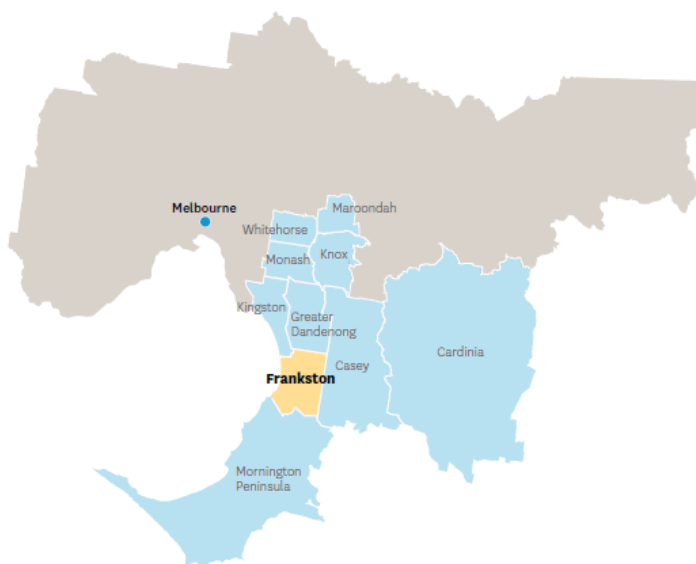 Melbourne
Maroondah
Whitehorse
Monash
Knox
Kingston
Greater
Dandenong
Cardinia
Casey
Frankston
Mornington
Peninsula